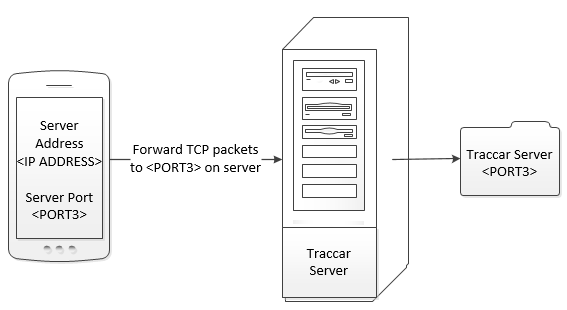 Server
Address
<IP ADDRESS>
Server Port
<PORT3>
Forward TCP packets
to <PORT3> on server
Traccar
Server
Traccar Server
<PORT3>